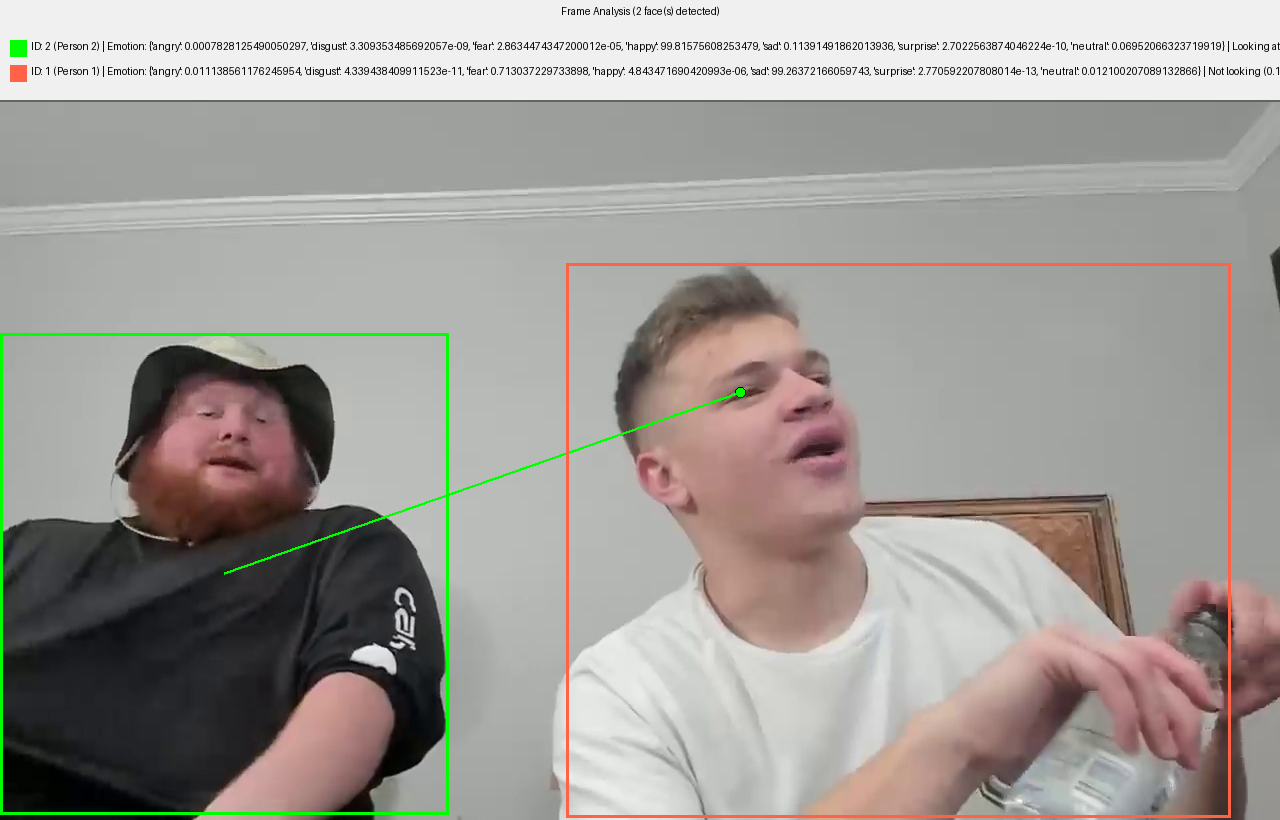 Frame Analysis (2 face(s) detected)
ID: 2 (Person 2) | Emotion: {'angry': 0.0007828125490050297, 'disgust': 3.309353485692057e-09, 'fear': 2.8634474347200012e-05, 'happy': 99.81575608253479, 'sad': 0.11391491862013936, 'surprise': 2.7022563874046224e-10, 'neutral': 0.06952066323719919} | Looking at
ID: 1 (Person 1) | Emotion: {'angry': 0.011138561176245954, 'disgust': 4.339438409911523e-11, 'fear': 0.713037229733898, 'happy': 4.843471690420993e-06, 'sad': 99.26372166059743, 'surprise': 2.770592207808014e-13, 'neutral': 0.012100207089132866} | Not looking (0.1